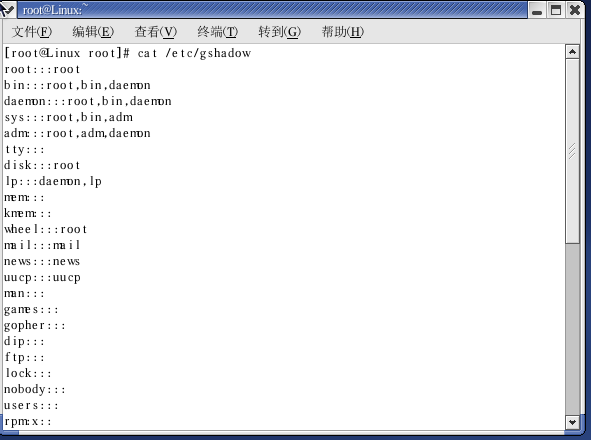 root@Linux:~
文件(F) 编辑(E) 查看(V) 终端(T) 转到(G) 帮助(H)
[root@Linux root]# cat /etc/gshadow
root:::root
bin:::root,bin,daemon
daemon:::root,bin,daemon
sys:::root,bin,adm
adm:::root,adm,daemon
tty:::
disk:::root
lp:::daemon,lp
mem:::
kmem:::
wheel:::root
mail:::mail
news:::news
uucp:::uucp
man:::
games:::
gopher:::
dip:::
ftp:::
lock:::
nobody:::
users:::
rpm:x::